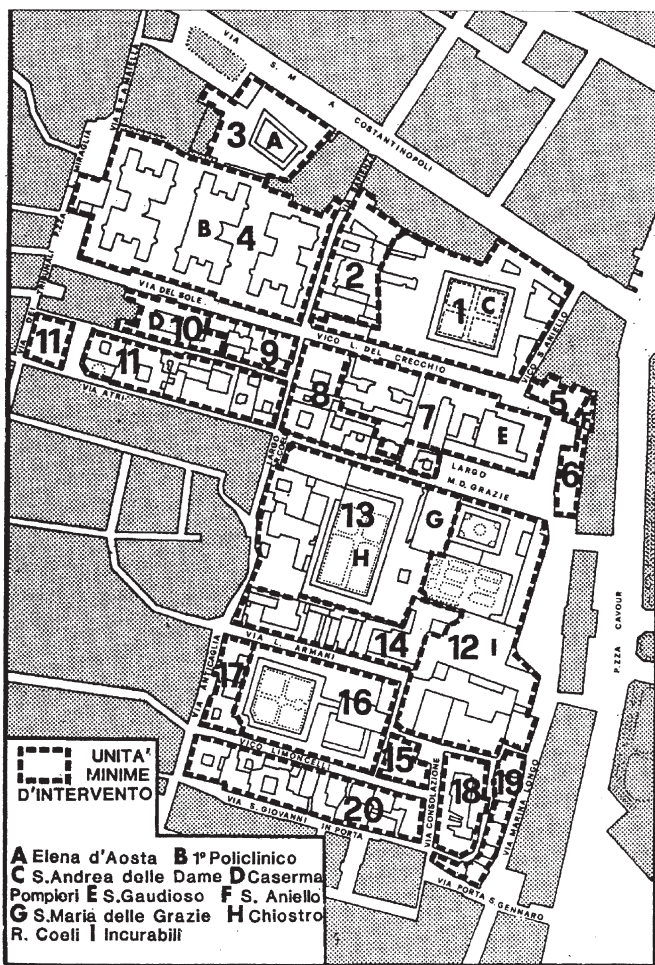 VIA S. M. A COSTANTINOPOLI
MIRAGLIA
3
A
B
4
2
1
C
VIA DEL SOLE
VICO L. DEL CRECCHIO
VICO S. ANIELLO
D
10
9
11
11
VIA ATRI
8
7
E
5
F
6
LARGO
M.D. GRAZIE
13
H
G
12
I
14
VIA L. ARMANI
VIA ANTICAGLIA
17
16
15
VICO LIMONCELLI
20
VIA S. GIOVANNI IN PORTA
VIA CONSOLAZIONE
18
19
VIA MARINA LONGO
VIA PORTA S. GENNARO
P.ZZA CAVOUR
UNITA'
MINIME
D'INTERVENTO
A Elena d'Aosta B 1° Policlinico
C S.Andrea delle Dame D Caserma
Pompieri E S.Gaudioso F S. Aniello
G S.Maria delle Grazie H Chiostro
R. Coeli I Incurabili